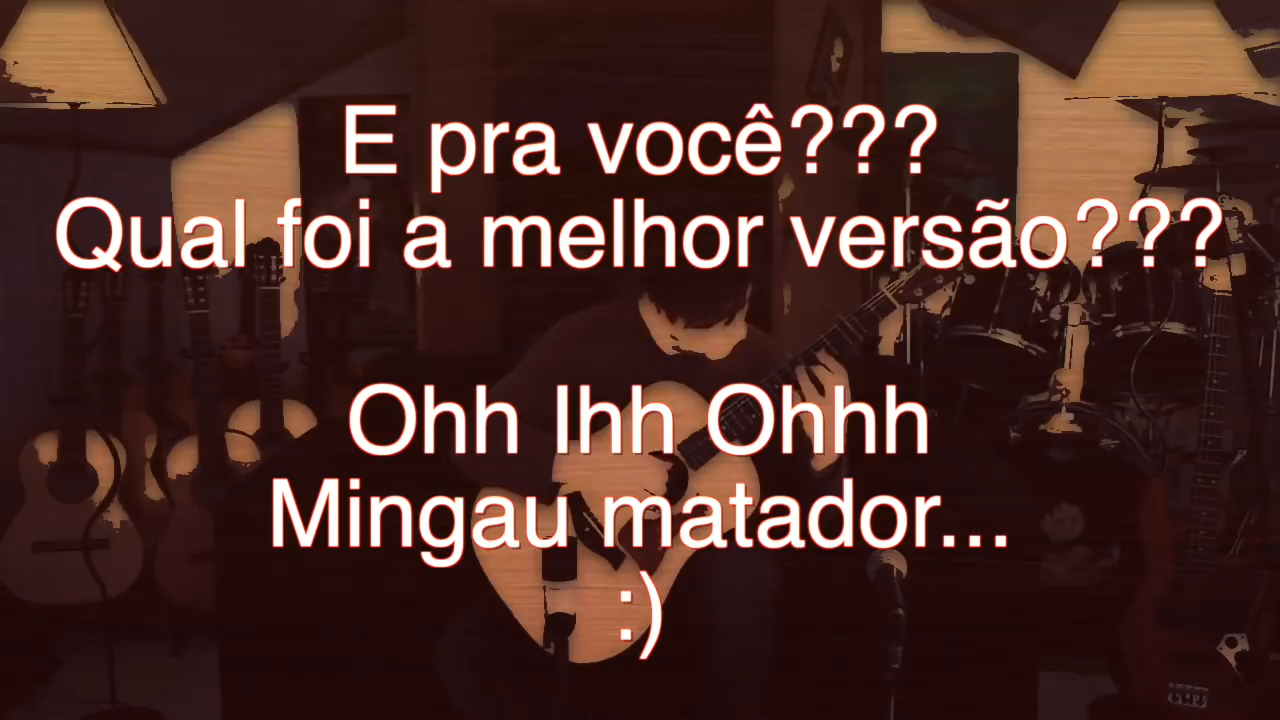 E pra você???
Qual foi a melhor versão???
Ohh Ihh Ohhh
Mingau matador...
:)